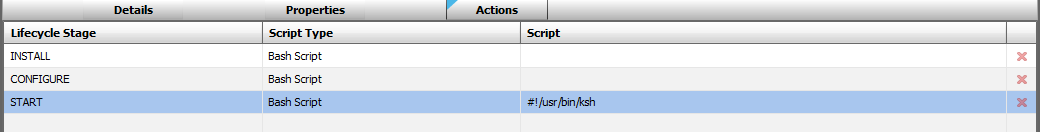 Details Properties Actions
Lifecycle Stage Script Type Script
INSTALL Bash Script
CONFIGURE Bash Script
START Bash Script #!/usr/bin/ksh